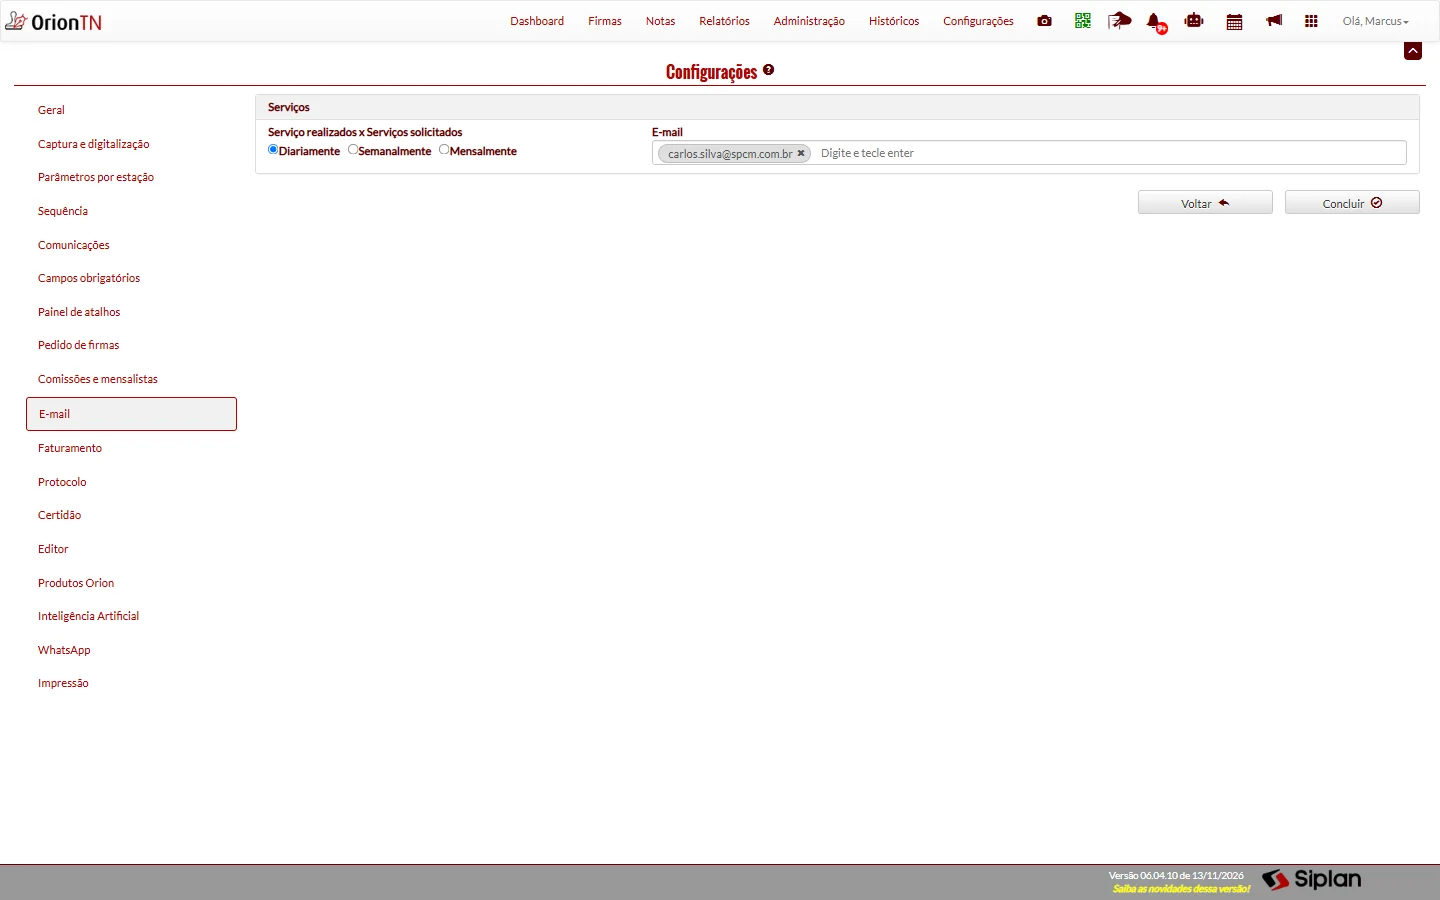 OrionTN
Dashboard Firmas Notas Relatórios Administração Históricos Configurações 9+ Olá, Marcus
Configurações
Geral
Captura e digitalização
Parâmetros por estação
Sequência
Comunicações
Campos obrigatórios
Painel de atalhos
Pedido de firmas
Comissões e mensalistas
E-mail
Faturamento
Protocolo
Certidão
Editor
Produtos Orion
Inteligência Artificial
WhatsApp
Impressão
Serviços
Serviço realizados x Serviços solicitados
Diariamente Semanalmente Mensalmente
E-mail
carlos.silva@spcm.com.br Digite e tecle enter
Voltar Concluir
Versão 06.04.10 de 13/11/2026
Saiba as novidades dessa versão!
Siplan